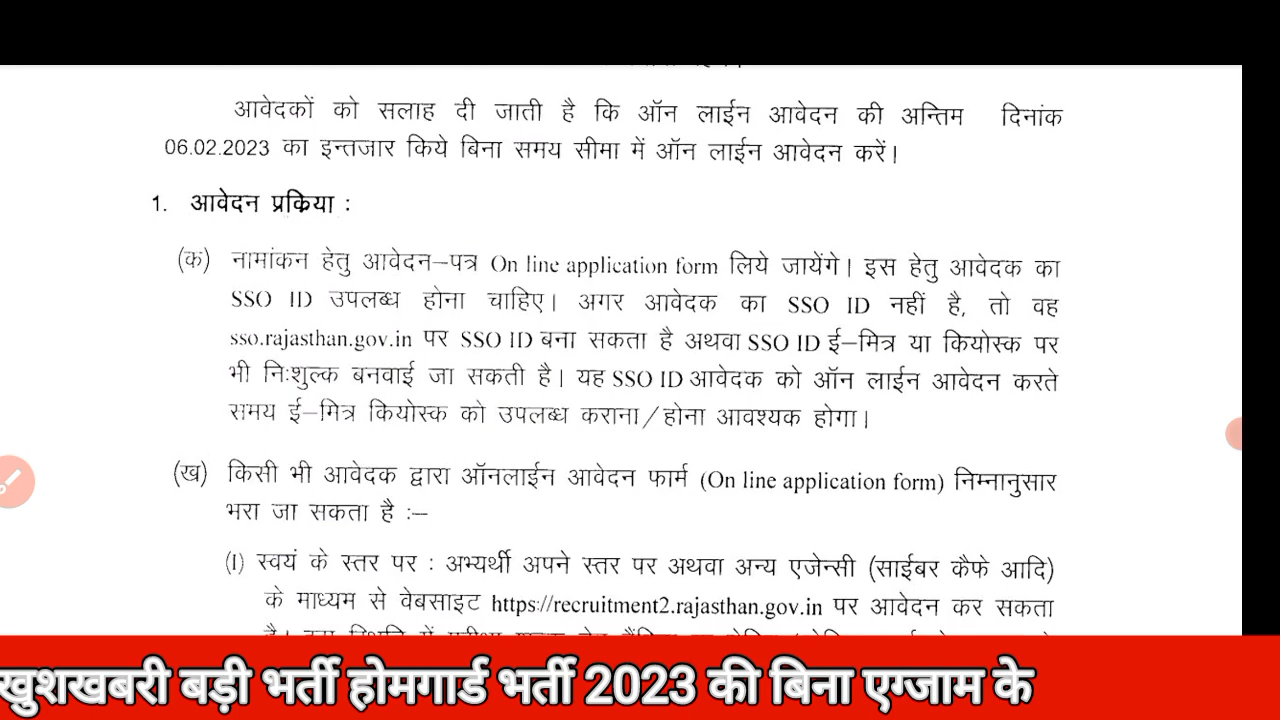 आवेदकों को सलाह दी जाती है कि ऑन लाईन आवेदन की अन्तिम दिनांक
06.02.2023 का इन्तजार किये बिना समय सीमा में ऑन लाईन आवेदन करें।
1. आवेदन प्रकिया :
(क) नामांकन हेतु आवेदन–पत्र On line application form लिये जायेंगे। इस हेतु आवेदक का
SSO ID उपलब्ध होना चाहिए। अगर आवेदक का SSO ID नहीं है, तो वह
sso.rajasthan.gov.in पर SSO ID बना सकता है अथवा SSO ID ई–मित्र या कियोस्क पर
भी निःशुल्क बनवाई जा सकती है। यह SSO ID आवेदक को ऑन लाईन आवेदन करते
समय ई–मित्र कियोस्क को उपलब्ध कराना/होना आवश्यक होगा।
(ख) किसी भी आवेदक द्वारा ऑनलाईन आवेदन फार्म (On line application form) निम्नानुसार
भरा जा सकता है :–
(I) स्वयं के स्तर पर : अभ्यर्थी अपने स्तर पर अथवा अन्य एजेन्सी (साईबर कैफे आदि)
के माध्यम से वेबसाइट https://recruitment2.rajasthan.gov.in पर आवेदन कर सकता
खुशखबरी बड़ी भर्ती होमगार्ड भर्ती 2023 की बिना एग्जाम के